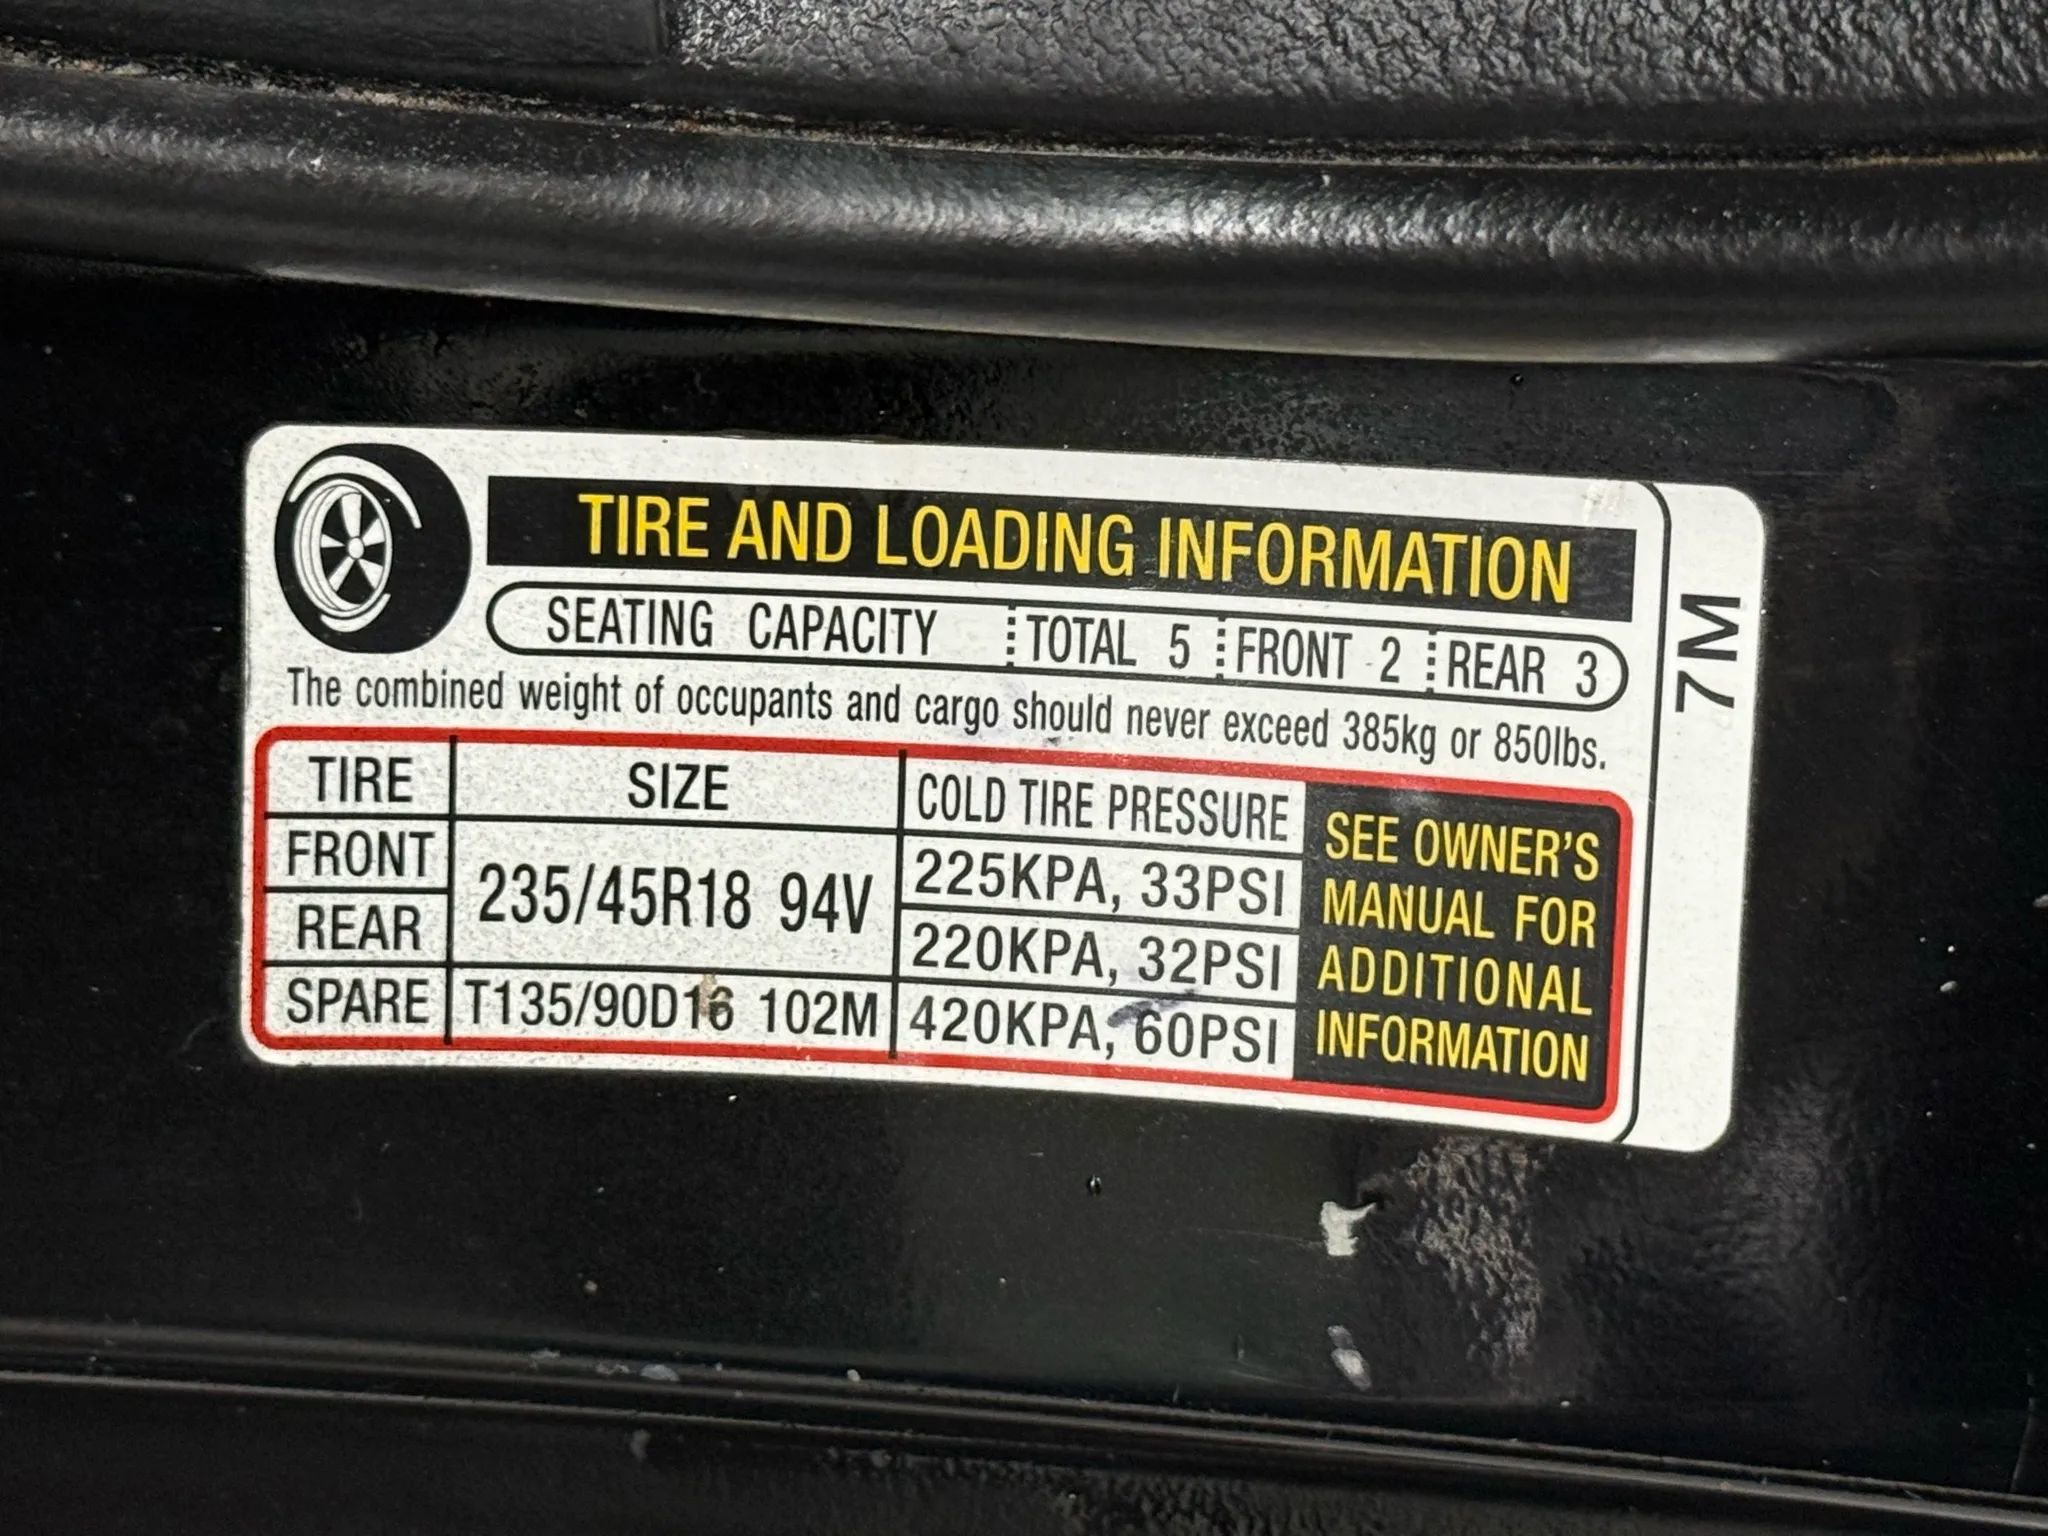 TIRE AND LOADING INFORMATION
SEATING CAPACITY TOTAL 5 FRONT 2 REAR 3
The combined weight of occupants and cargo should never exceed 385kg or 850lbs.
TIRE SIZE COLD TIRE PRESSURE
FRONT 235/45R18 94V 225KPA, 33PSI
REAR 220KPA, 32PSI
SPARE T135/90D16 102M 420KPA, 60PSI
SEE OWNER'S
MANUAL FOR
ADDITIONAL
INFORMATION
7M